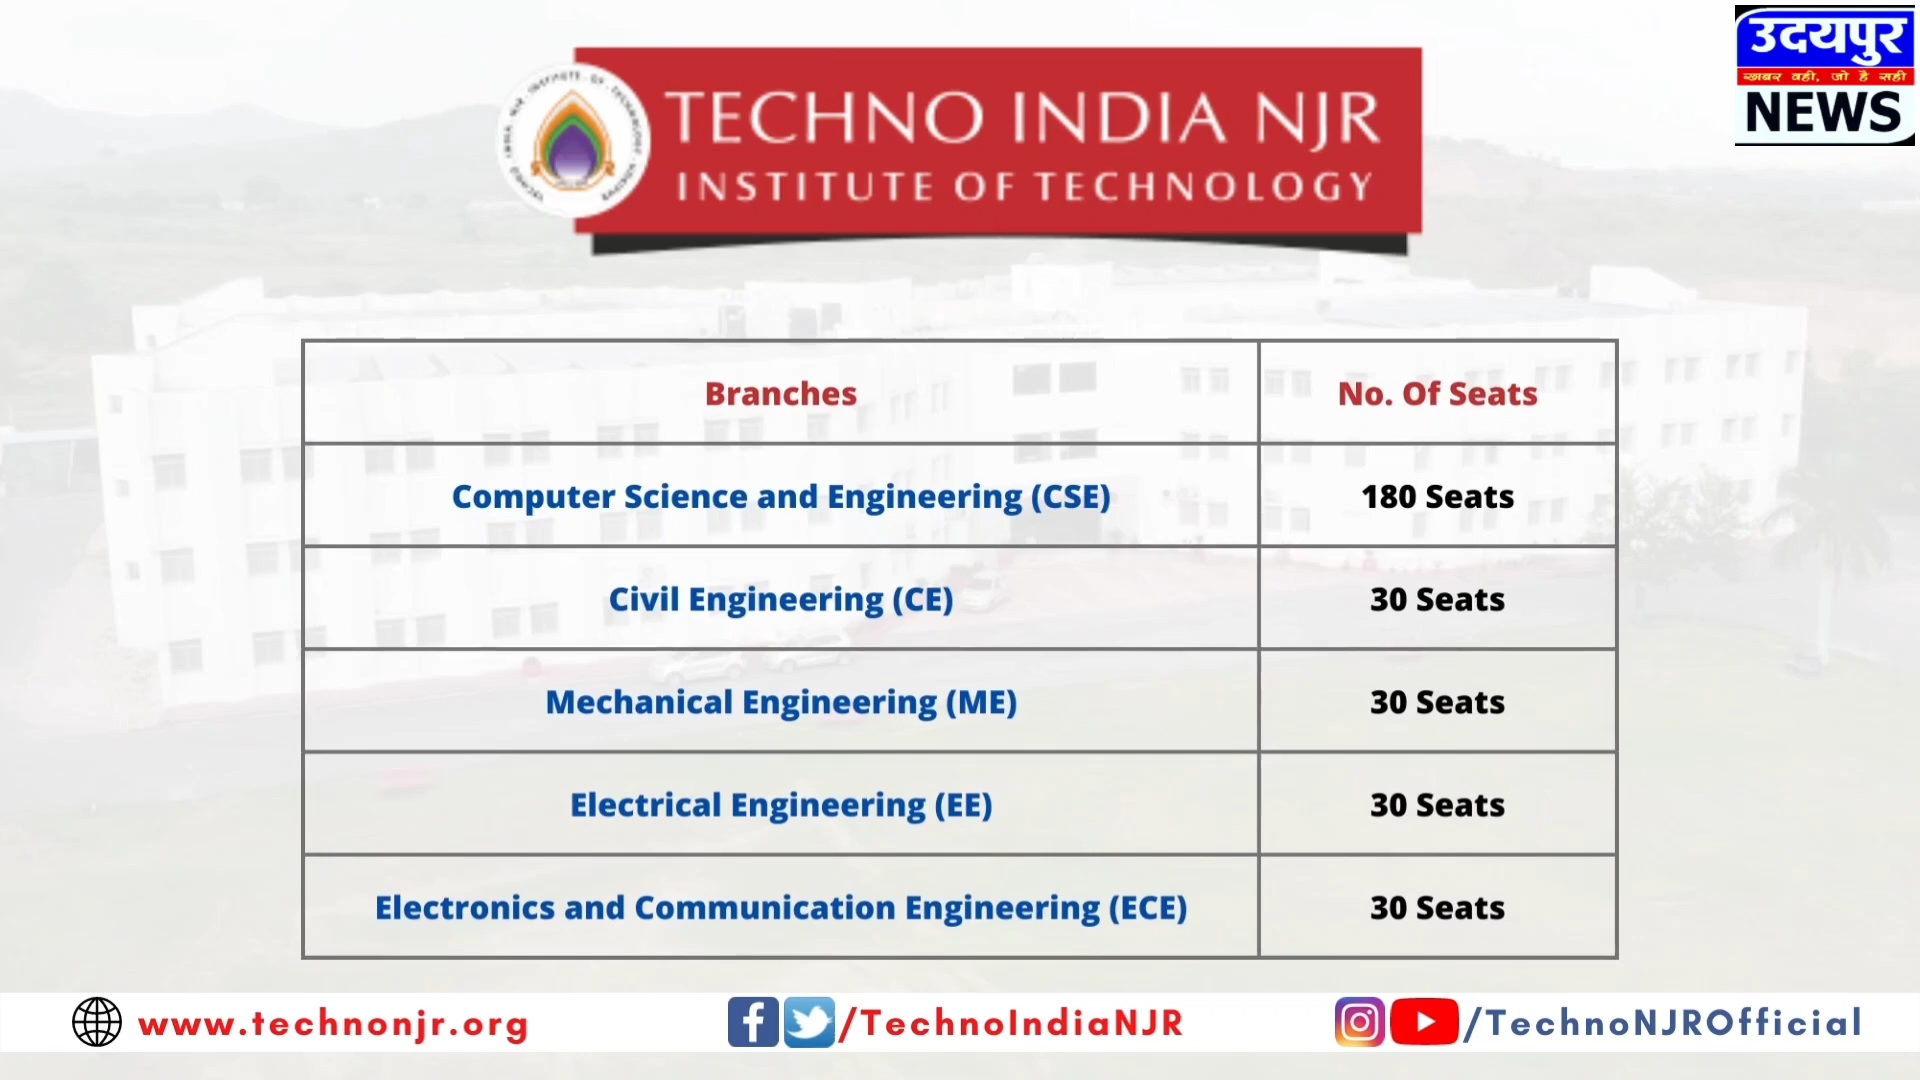 उदयपुर
खबर वही, जो है सही
NEWS
TECHNO INDIA NJR
INSTITUTE OF TECHNOLOGY
Branches
No. Of Seats
Computer Science and Engineering (CSE)
180 Seats
Civil Engineering (CE)
30 Seats
Mechanical Engineering (ME)
30 Seats
Electrical Engineering (EE)
30 Seats
Electronics and Communication Engineering (ECE)
30 Seats
www.technonjr.org
/TechnoIndiaNJR
/TechnoNJROfficial